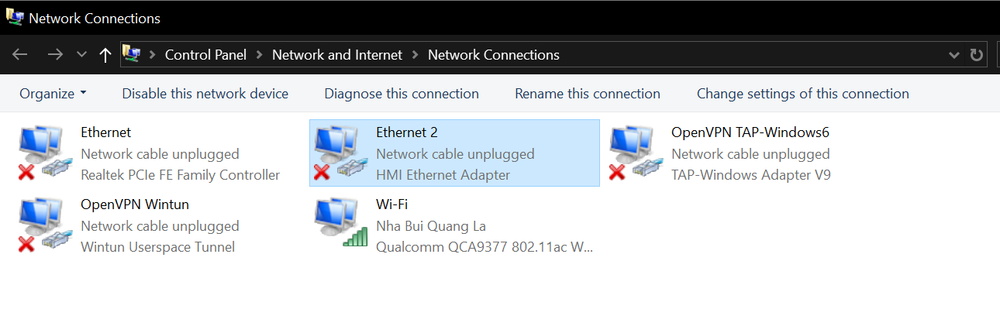 Network Connections
Control Panel > Network and Internet > Network Connections
Organize Disable this network device Diagnose this connection Rename this connection Change settings of this connection
Ethernet
Network cable unplugged
Realtek PCIe FE Family Controller
Ethernet 2
Network cable unplugged
HMI Ethernet Adapter
OpenVPN TAP-Windows6
Network cable unplugged
TAP-Windows Adapter V9
OpenVPN Wintun
Network cable unplugged
Wintun Userspace Tunnel
Wi-Fi
Nha Bui Quang La
Qualcomm QCA9377 802.11ac W...